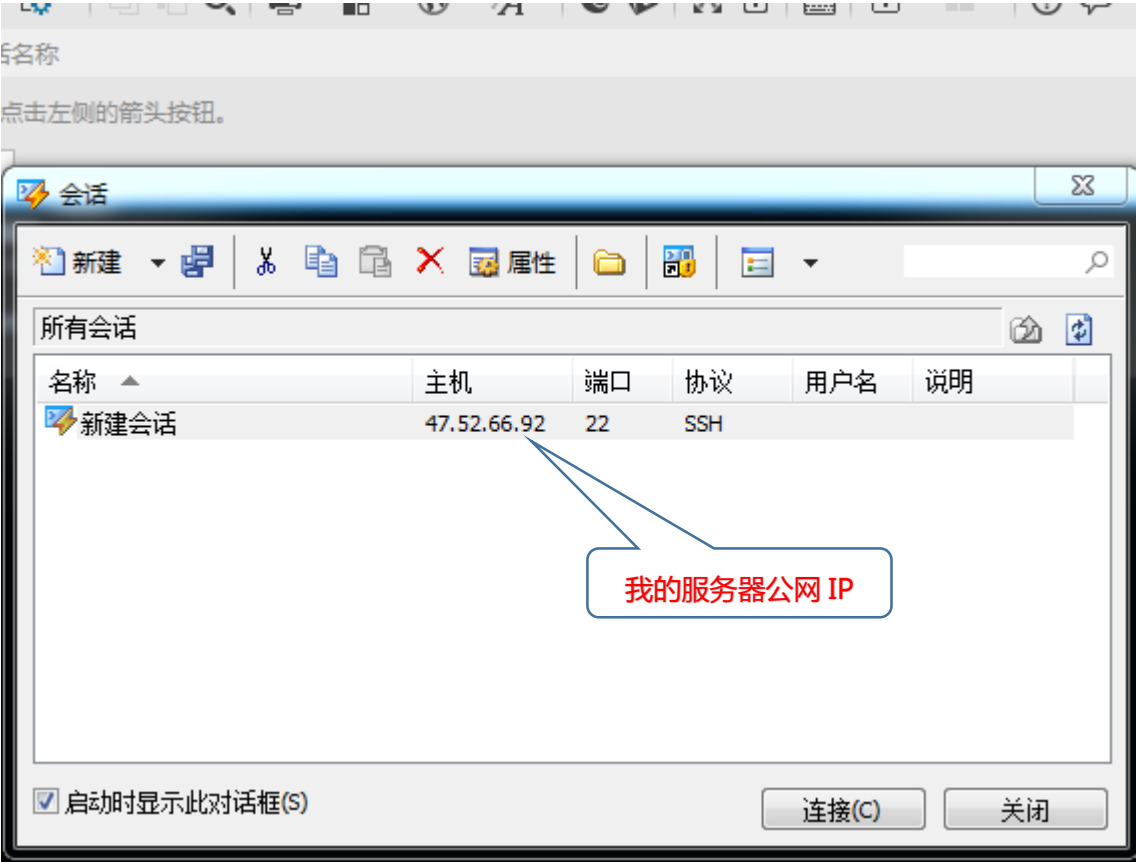 话名称
点击左侧的箭头按钮。
会话
新建
属性
所有会话
名称 主机 端口 协议 用户名 说明
新建会话 47.52.66.92 22 SSH
我的服务器公网 IP
启动时显示此对话框(S)
连接(C) 关闭